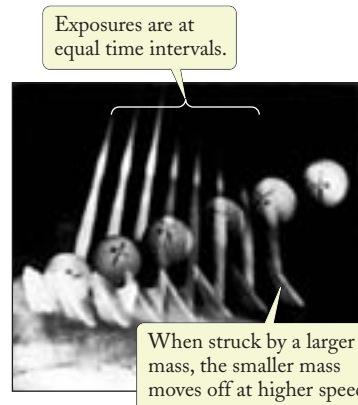 Exposures are at
equal time intervals.
When struck by a larger
mass, the smaller mass
moves off at higher speed